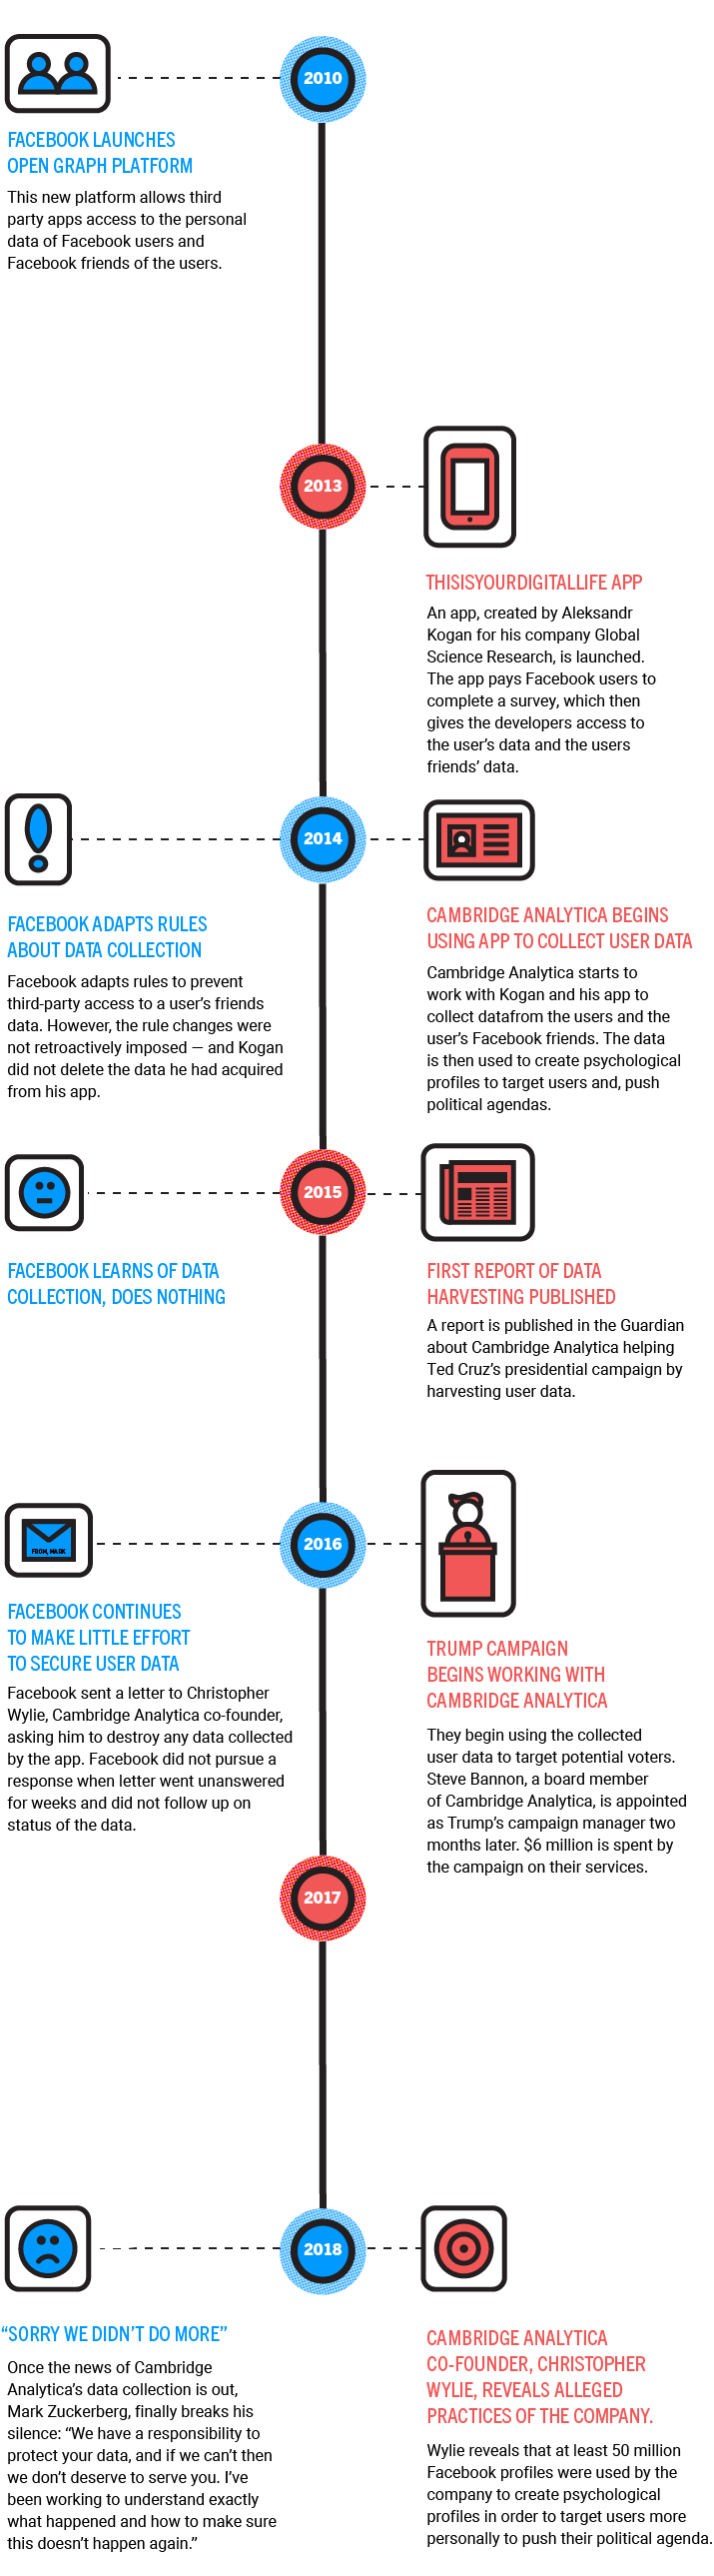 2010
FACEBOOK LAUNCHES
OPEN GRAPH PLATFORM
This new platform allows third
party apps access to the personal
data of Facebook users and
Facebook friends of the users.
2013
THISISYOURDIGITALLIFE APP
An app, created by Aleksandr
Kogan for his company Global
Science Research, is launched.
The app pays Facebook users to
complete a survey, which then
gives the developers access to
the user’s data and the users
friends’ data.
2014
FACEBOOK ADAPTS RULES
ABOUT DATA COLLECTION
Facebook adapts rules to prevent
third-party access to a user’s friends
data. However, the rule changes were
not retroactively imposed — and Kogan
did not delete the data he had acquired
from his app.
CAMBRIDGE ANALYTICA BEGINS
USING APP TO COLLECT USER DATA
Cambridge Analytica starts to
work with Kogan and his app to
collect datafrom the users and the
user’s Facebook friends. The data
is then used to create psychological
profiles to target users and, push
political agendas.
2015
FACEBOOK LEARNS OF DATA
COLLECTION, DOES NOTHING
FIRST REPORT OF DATA
HARVESTING PUBLISHED
A report is published in the Guardian
about Cambridge Analytica helping
Ted Cruz’s presidential campaign by
harvesting user data.
2016
FROM, MARK
FACEBOOK CONTINUES
TO MAKE LITTLE EFFORT
TO SECURE USER DATA
Facebook sent a letter to Christopher
Wylie, Cambridge Analytica co-founder,
asking him to destroy any data collected
by the app. Facebook did not pursue a
response when letter went unanswered
for weeks and did not follow up on
status of the data.
TRUMP CAMPAIGN
BEGINS WORKING WITH
CAMBRIDGE ANALYTICA
They begin using the collected
user data to target potential voters.
Steve Bannon, a board member
of Cambridge Analytica, is appointed
as Trump’s campaign manager two
months later. $6 million is spent by
the campaign on their services.
2017
2018
“SORRY WE DIDN’T DO MORE”
Once the news of Cambridge
Analytica’s data collection is out,
Mark Zuckerberg, finally breaks his
silence: “We have a responsibility to
protect your data, and if we can’t then
we don’t deserve to serve you. I’ve
been working to understand exactly
what happened and how to make sure
this doesn’t happen again.”
CAMBRIDGE ANALYTICA
CO-FOUNDER, CHRISTOPHER
WYLIE, REVEALS ALLEGED
PRACTICES OF THE COMPANY.
Wylie reveals that at least 50 million
Facebook profiles were used by the
company to create psychological
profiles in order to target users more
personally to push their political agenda.